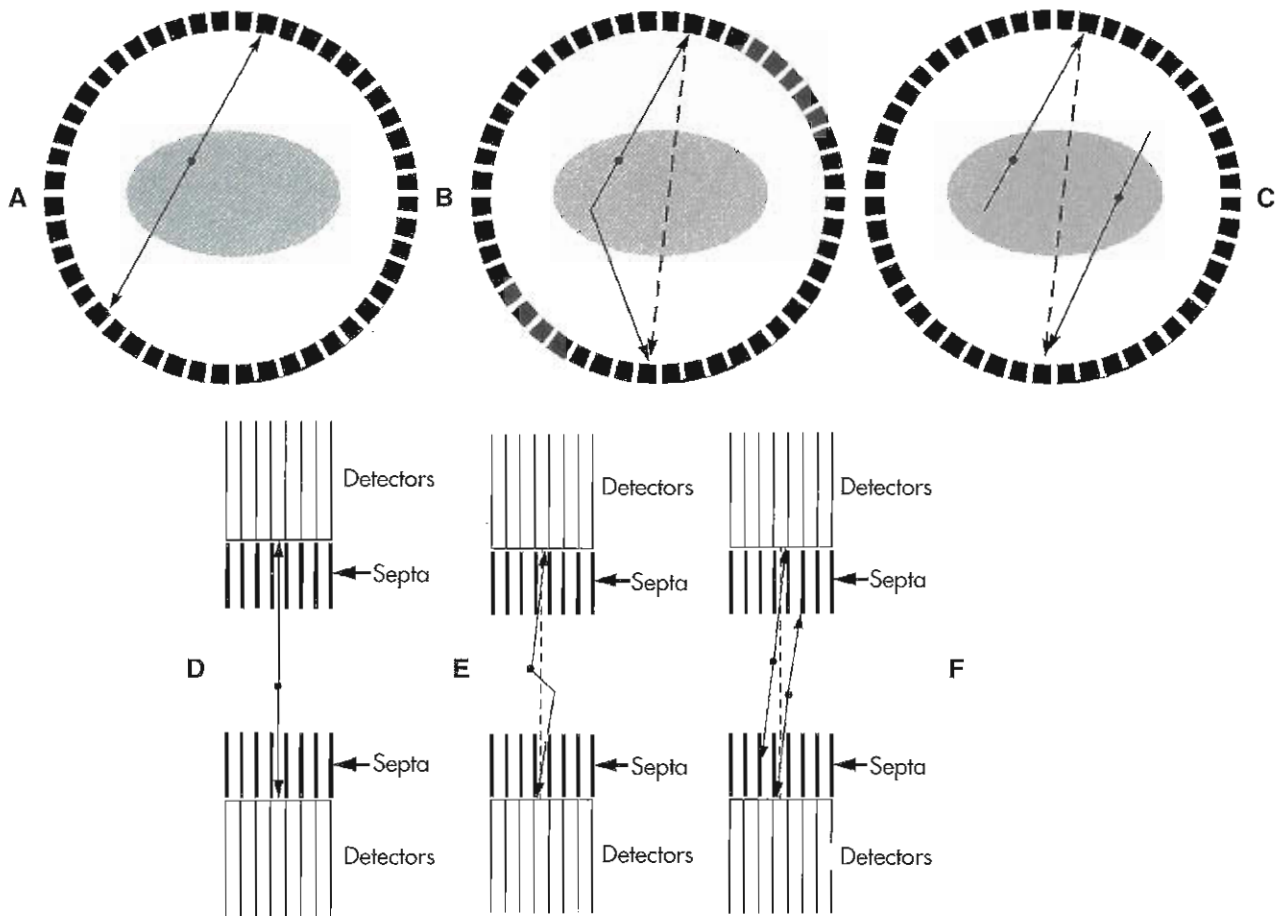 A
B
C
Detectors
Detectors
Detectors
Septa
Septa
Septa
D
E
F
Septa
Septa
Septa
Detectors
Detectors
Detectors